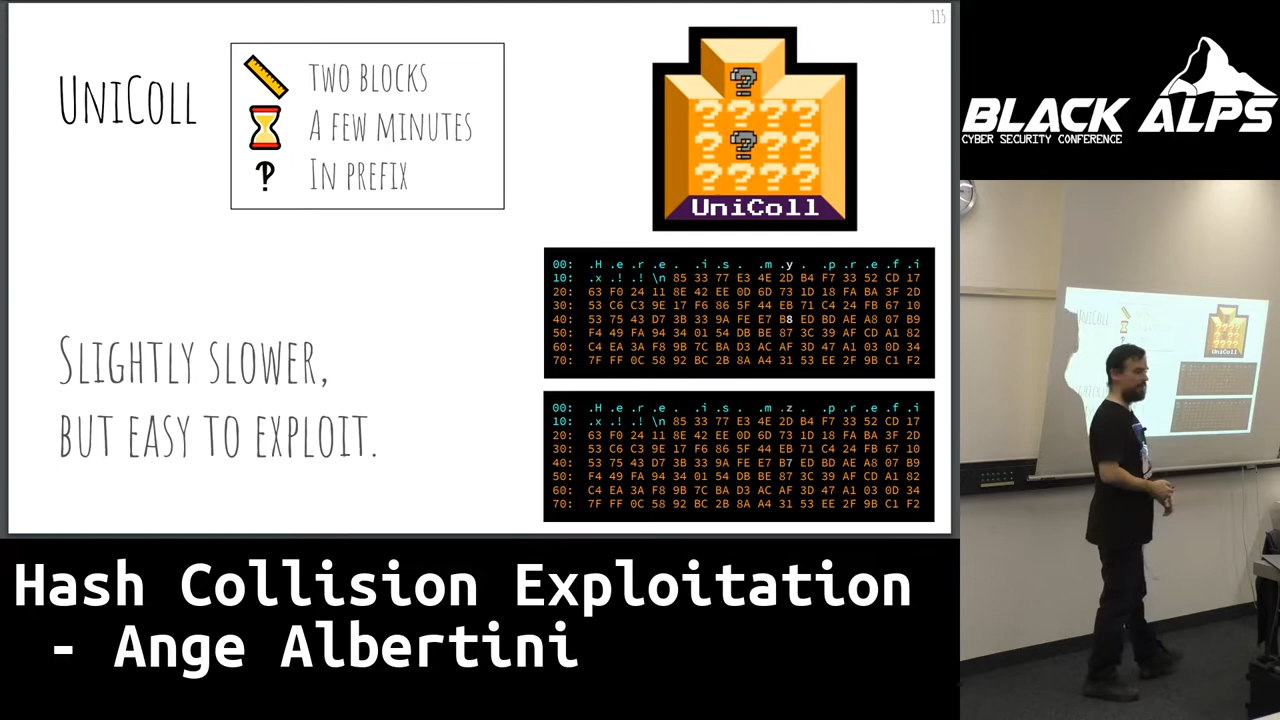 115
UniColl
TWO BLOCKS
A FEW MINUTES
IN PREFIX
? 
? ? ? ?
? ? ? ?
? ? ? ?
UniColl
00: .H .e .r .e . .i .s . .m .y . .p .r .e .f .i
10: .x .! .! \n 85 33 77 E3 4E 2D B4 F7 33 52 CD 17
20: 63 F0 24 11 8E 42 EE 0D 6D 73 1D 18 FA BA 3F 2D
30: 53 C6 C3 9E 17 F6 86 5F 44 EB 71 C4 24 FB 67 10
40: 53 75 43 D7 3B 33 9A FE E7 B8 ED BD AE A8 07 B9
50: F4 49 FA 94 34 01 54 DB BE 87 3C 39 AF CD A1 82
60: C4 EA 3A F8 9B 7C BA D3 AC AF 3D 47 A1 03 0D 34
70: 7F FF 0C 58 92 BC 2B 8A A4 31 53 EE 2F 9B C1 F2
00: .H .e .r .e . .i .s . .m .z . .p .r .e .f .i
10: .x .! .! \n 85 33 77 E3 4E 2D B4 F7 33 52 CD 17
20: 63 F0 24 11 8E 42 EE 0D 6D 73 1D 18 FA BA 3F 2D
30: 53 C6 C3 9E 17 F6 86 5F 44 EB 71 C4 24 FB 67 10
40: 53 75 43 D7 3B 33 9A FE E7 B7 ED BD AE A8 07 B9
50: F4 49 FA 94 34 01 54 DB BE 87 3C 39 AF CD A1 82
60: C4 EA 3A F8 9B 7C BA D3 AC AF 3D 47 A1 03 0D 34
70: 7F FF 0C 58 92 BC 2B 8A A4 31 53 EE 2F 9B C1 F2
SLIGHTLY SLOWER,
BUT EASY TO EXPLOIT.
Hash Collision Exploitation
- Ange Albertini
BLACK ALPS
CYBER SECURITY CONFERENCE
UNICOLL
UniColl